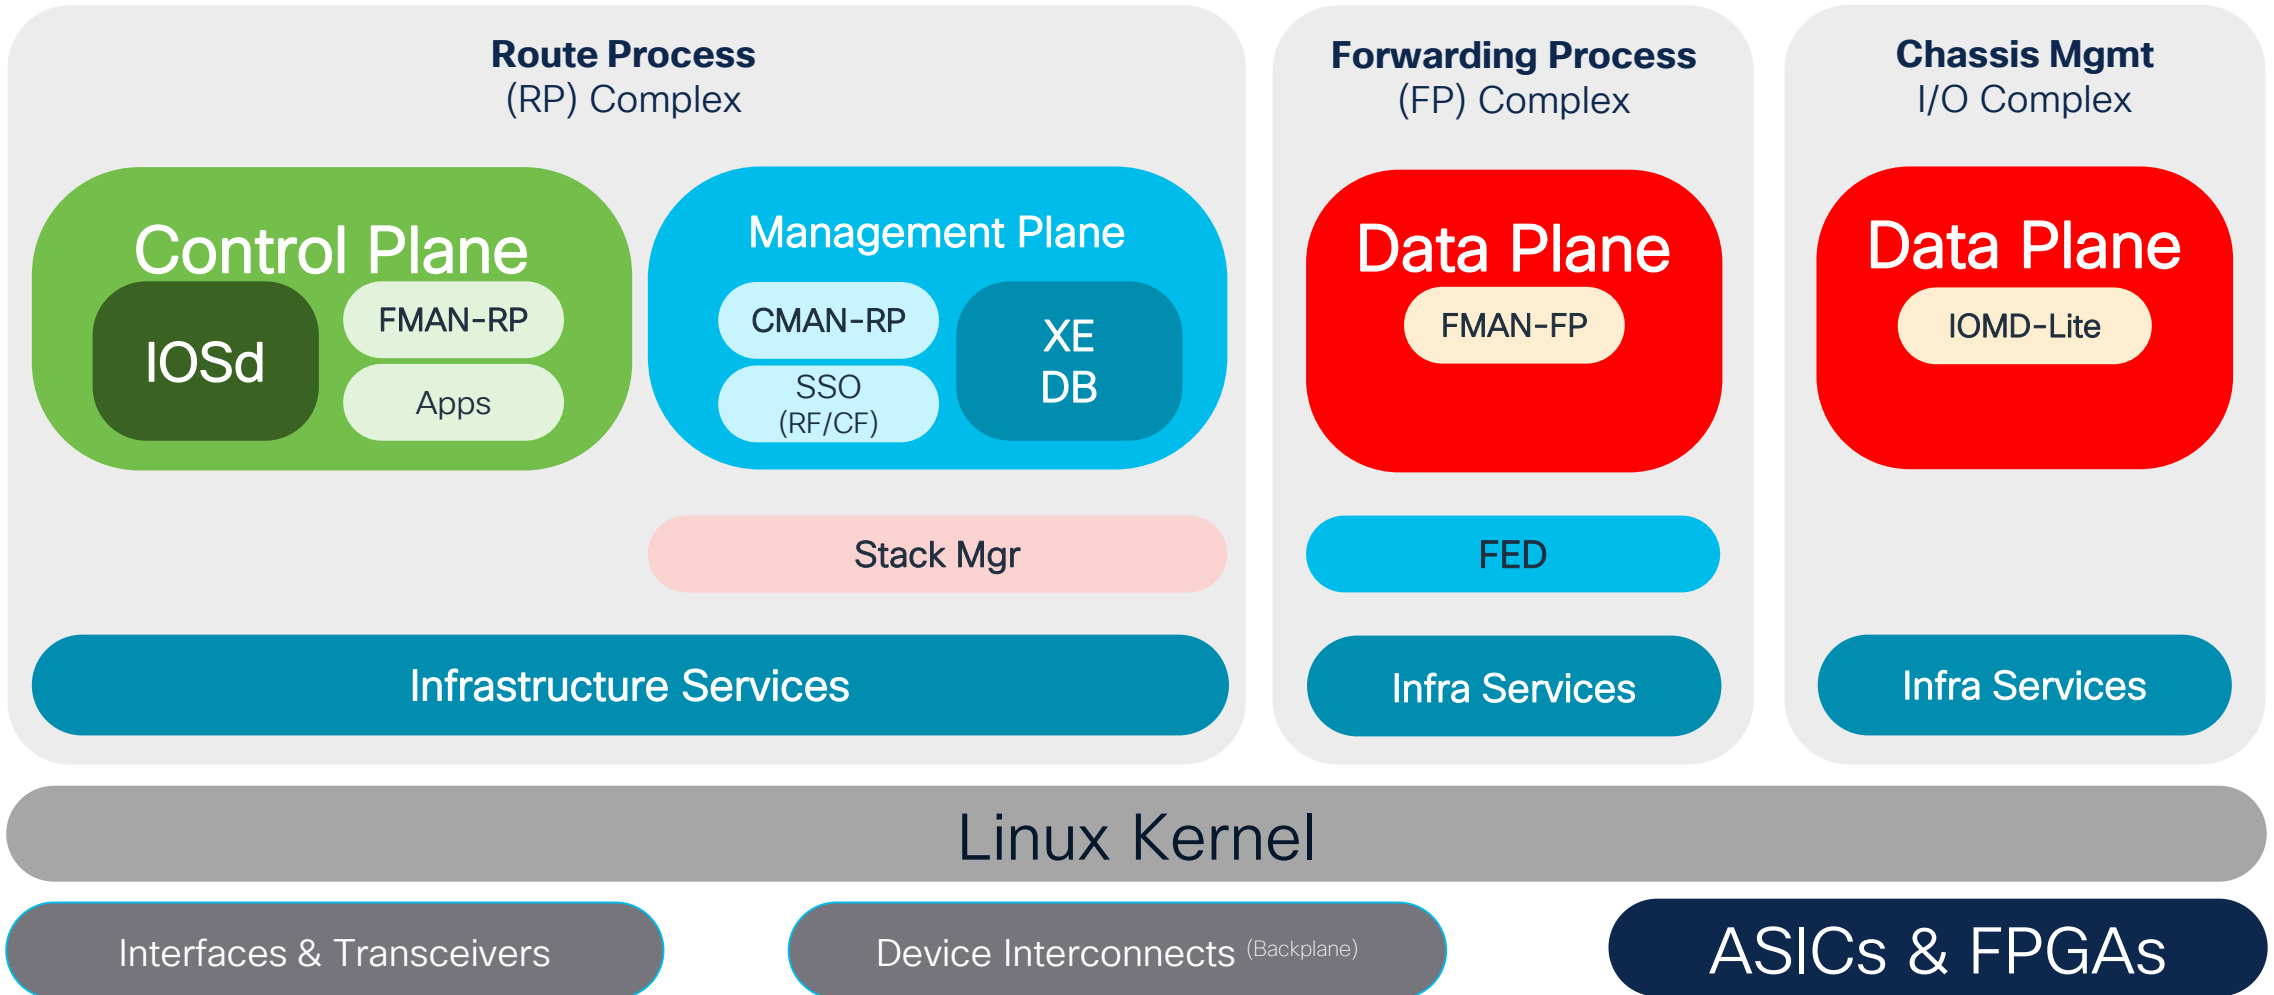 Route Process
(RP) Complex
Control Plane
IOSd
FMAN-RP
Apps
Management Plane
CMAN-RP
SSO
(RF/CF)
XE
DB
Stack Mgr
Infrastructure Services
Forwarding Process
(FP) Complex
Data Plane
FMAN-FP
FED
Infra Services
Chassis Mgmt
I/O Complex
Data Plane
IOMD-Lite
Infra Services
Linux Kernel
Interfaces & Transceivers
Device Interconnects (Backplane)
ASICs & FPGAs